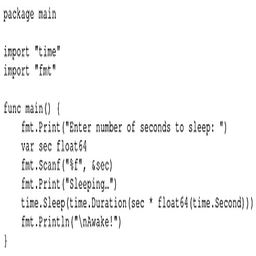 package main

import "time"
import "fmt"

func main() {
    fmt.Print("Enter number of seconds to sleep: ")
    var sec float64
    fmt.Scanf("%f", &sec)
    fmt.Print("Sleeping…")
    time.Sleep(time.Duration(sec * float64(time.Second)))
    fmt.Println("\nAwake!")
}